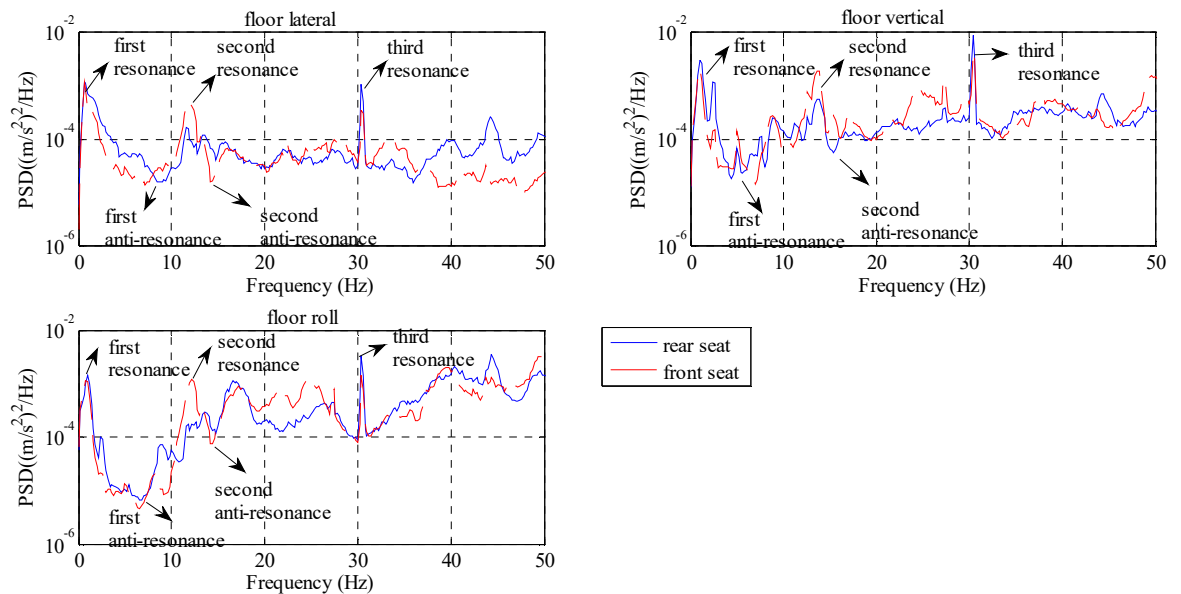 floor lateral
10^-2
10^-4
10^-6
PSD((m/s^2)^2/Hz)
first
resonance
second
resonance
third
resonance
first
anti-resonance
second
anti-resonance
0 10 20 30 40 50
Frequency (Hz)
floor vertical
10^-2
10^-4
10^-6
PSD((m/s^2)^2/Hz)
first
resonance
second
resonance
third
resonance
first
anti-resonance
second
anti-resonance
0 10 20 30 40 50
Frequency (Hz)
floor roll
10^-2
10^-4
10^-6
PSD((m/s^2)^2/Hz)
first
resonance
second
resonance
third
resonance
first
anti-resonance
second
anti-resonance
0 10 20 30 40 50
Frequency (Hz)
rear seat
front seat